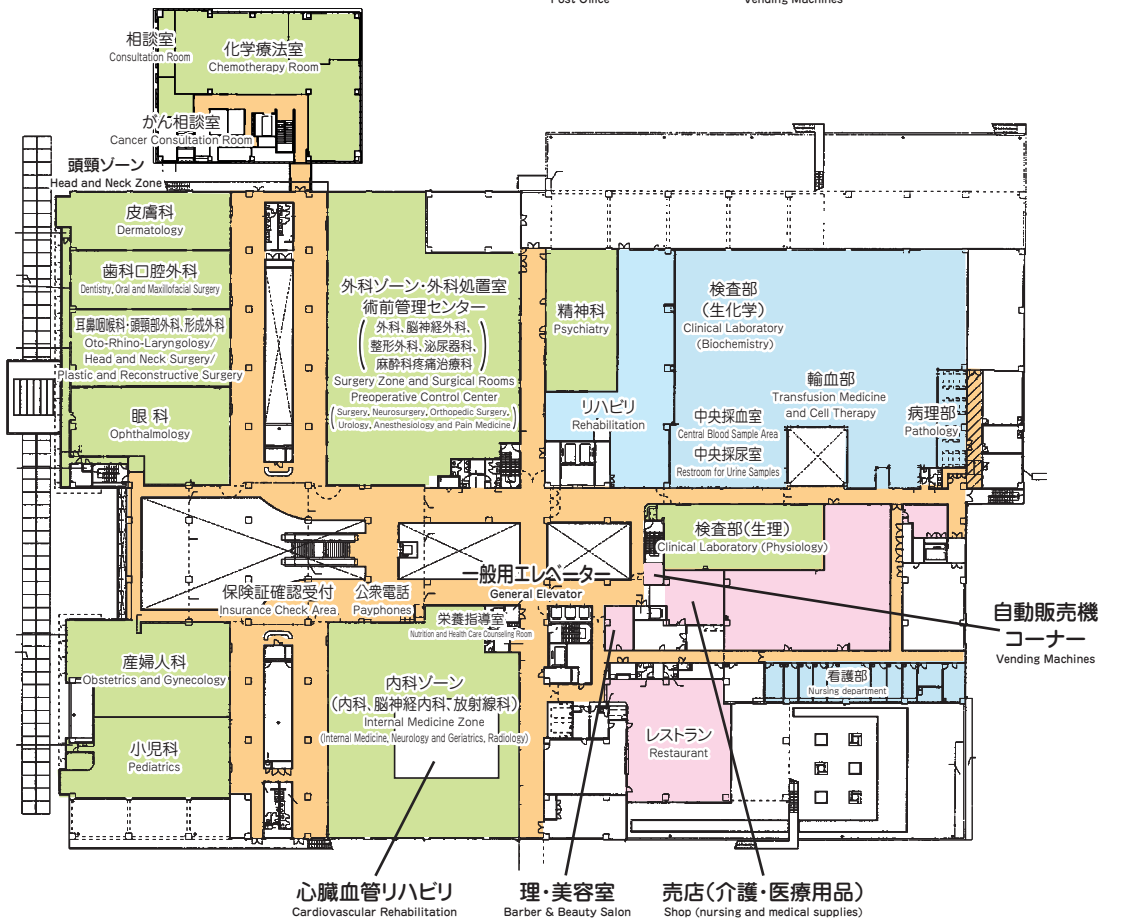 Post Office
Vending Machines
相談室
Consultation Room
化学療法室
Chemotherapy Room
がん相談室
Cancer Consultation Room
頭頸ゾーン
Head and Neck Zone
皮膚科
Dermatology
歯科口腔外科
Dentistry, Oral and Maxillofacial Surgery
耳鼻咽喉科・頭頸部外科、形成外科
Oto-Rhino-Laryngology/
Head and Neck Surgery/
Plastic and Reconstructive Surgery
眼科
Ophthalmology
外科ゾーン・外科処置室
術前管理センター
(外科、脳神経外科、
整形外科、泌尿器科、
麻酔科疼痛治療科)
Surgery Zone and Surgical Rooms
Preoperative Control Center
(Surgery, Neurosurgery, Orthopedic Surgery,
Urology, Anesthesiology and Pain Medicine)
精神科
Psychiatry
リハビリ
Rehabilitation
検査部
(生化学)
Clinical Laboratory
(Biochemistry)
輸血部
Transfusion Medicine
and Cell Therapy
中央採血室
Central Blood Sample Area
中央採尿室
Restroom for Urine Samples
病理部
Pathology
検査部(生理)
Clinical Laboratory (Physiology)
一般用エレベーター
General Elevator
保険証確認受付
Insurance Check Area
公衆電話
Payphones
栄養指導室
Nutrition and Health Care Counseling Room
自動販売機
コーナー
Vending Machines
産婦人科
Obstetrics and Gynecology
小児科
Pediatrics
内科ゾーン
(内科、脳神経内科、放射線科)
Internal Medicine Zone
(Internal Medicine, Neurology and Geriatrics, Radiology)
看護部
Nursing department
レストラン
Restaurant
心臓血管リハビリ
Cardiovascular Rehabilitation
理・美容室
Barber & Beauty Salon
売店(介護・医療用品)
Shop (nursing and medical supplies)